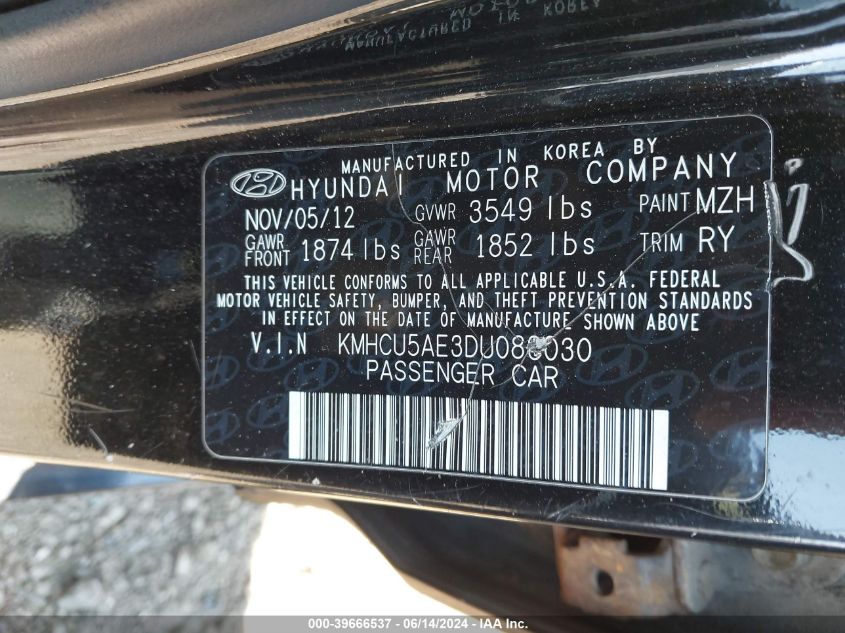 MANUFACTURED IN KOREA BY
HYUNDAI MOTOR COMPANY
NOV/05/12 GVWR 3549 lbs PAINT MZH
GAWR FRONT 1874 lbs GAWR REAR 1852 lbs TRIM RY
THIS VEHICLE CONFORMS TO ALL APPLICABLE U.S.A. FEDERAL
MOTOR VEHICLE SAFETY, BUMPER, AND THEFT PREVENTION STANDARDS
IN EFFECT ON THE DATE OF MANUFACTURE SHOWN ABOVE
V.I.N KMHCU5AE3DU088030
PASSENGER CAR
000-39666537 - 06/14/2024 - IAA Inc.